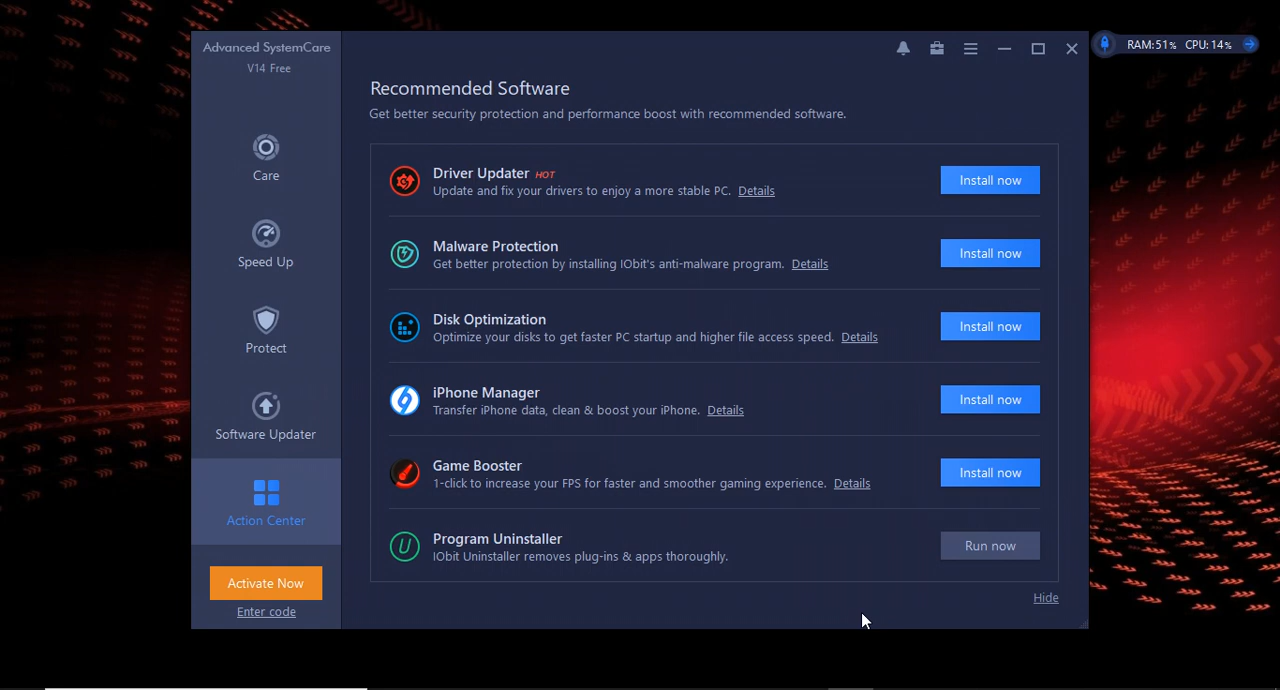 Advanced SystemCare
V14 Free
RAM:51% CPU:14%
Recommended Software
Get better security protection and performance boost with recommended software.
Care
Speed Up
Protect
Software Updater
Action Center
Activate Now
Enter code
Driver Updater HOT
Update and fix your drivers to enjoy a more stable PC. Details
Install now
Malware Protection
Get better protection by installing IObit's anti-malware program. Details
Install now
Disk Optimization
Optimize your disks to get faster PC startup and higher file access speed. Details
Install now
iPhone Manager
Transfer iPhone data, clean & boost your iPhone. Details
Install now
Game Booster
1-click to increase your FPS for faster and smoother gaming experience. Details
Install now
Program Uninstaller
IObit Uninstaller removes plug-ins & apps thoroughly.
Run now
Hide